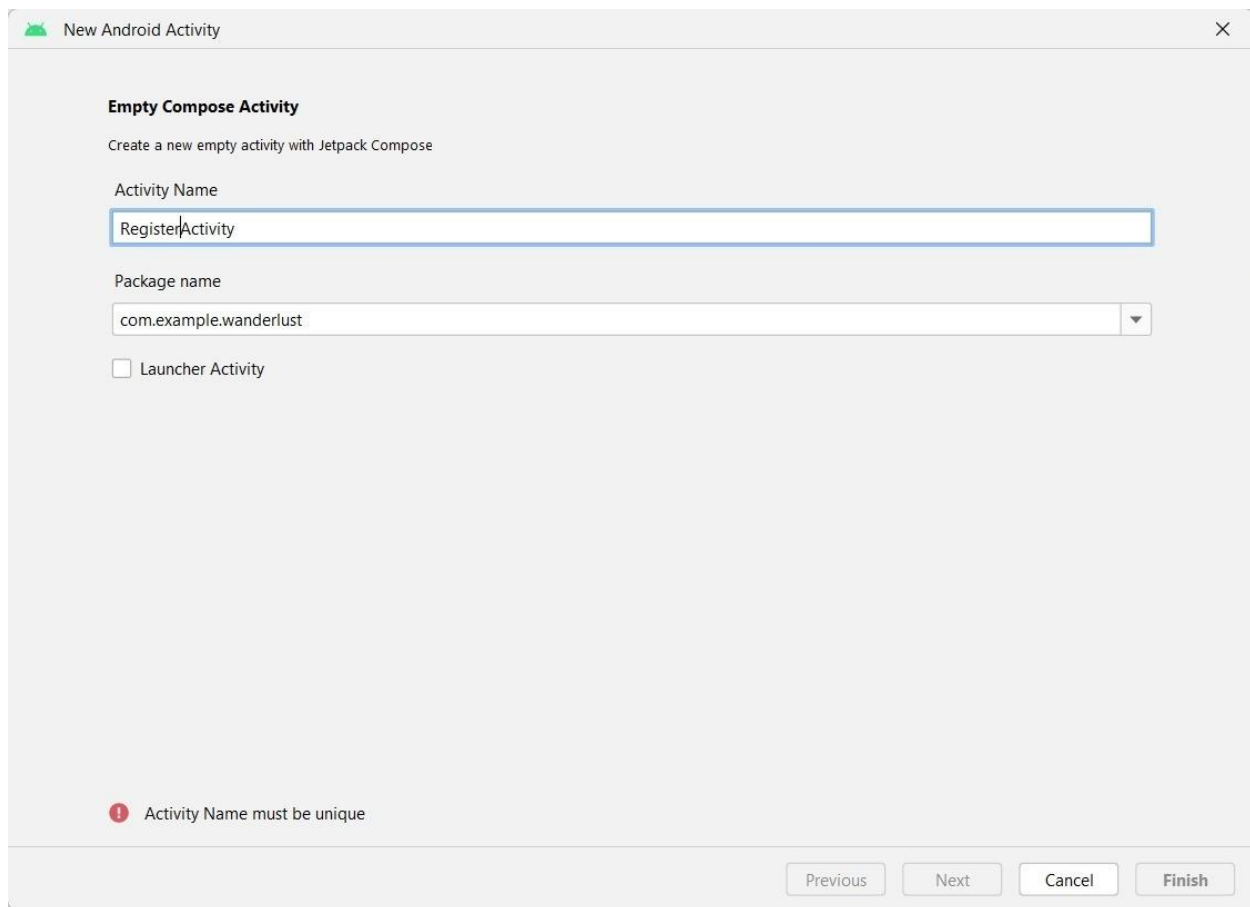 New Android Activity
Empty Compose Activity
Create a new empty activity with Jetpack Compose
Activity Name
RegisterActivity
Package name
com.example.wanderlust
Launcher Activity
Activity Name must be unique
Previous Next Cancel Finish